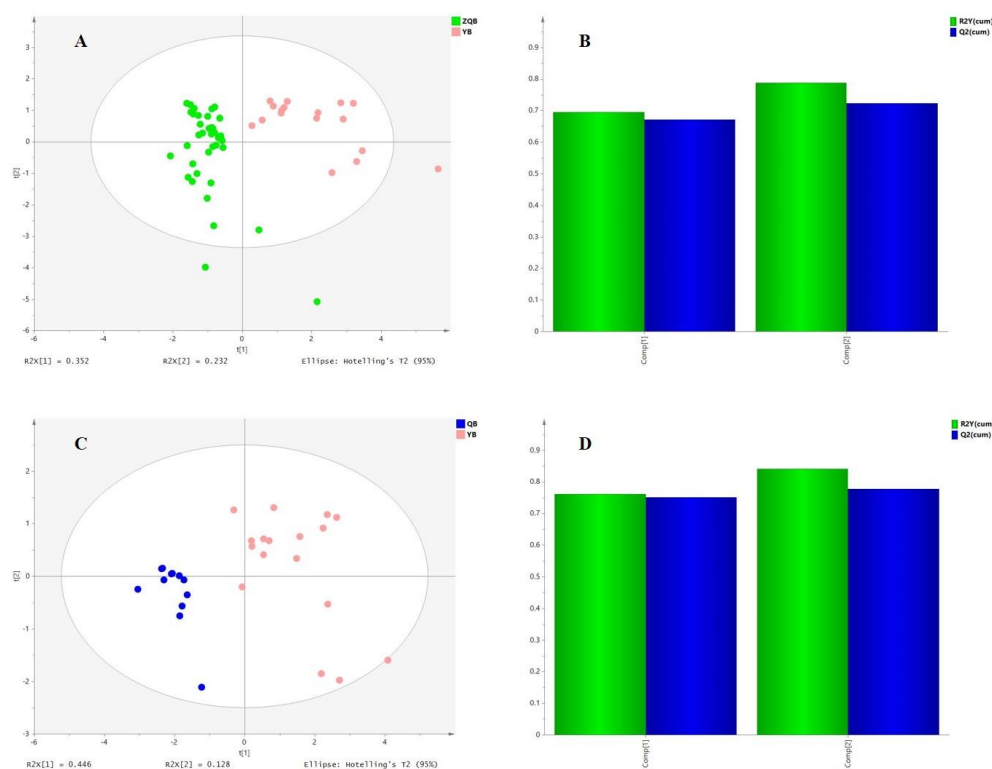 A
ZQB
YB
t[2]
3
2
1
0
-1
-2
-3
-4
-5
-6
-6 -4 -2 0 2 4 6
t[1]
R2X[1] = 0.352 R2X[2] = 0.232 Ellipse: Hotelling's T2 (95%)
B
R2Y(cum)
Q2(cum)
0.9
0.8
0.7
0.6
0.5
0.4
0.3
0.2
0.1
0
Comp[1]
Comp[2]
C
QB
YB
t[2]
2
1
0
-1
-2
-3
-6 -4 -2 0 2 4 6
t[1]
R2X[1] = 0.446 R2X[2] = 0.128 Ellipse: Hotelling's T2 (95%)
D
R2Y(cum
Q2(cum)
0.9
0.8
0.7
0.6
0.5
0.4
0.3
0.2
0.1
0
Comp[1]
Comp[2]